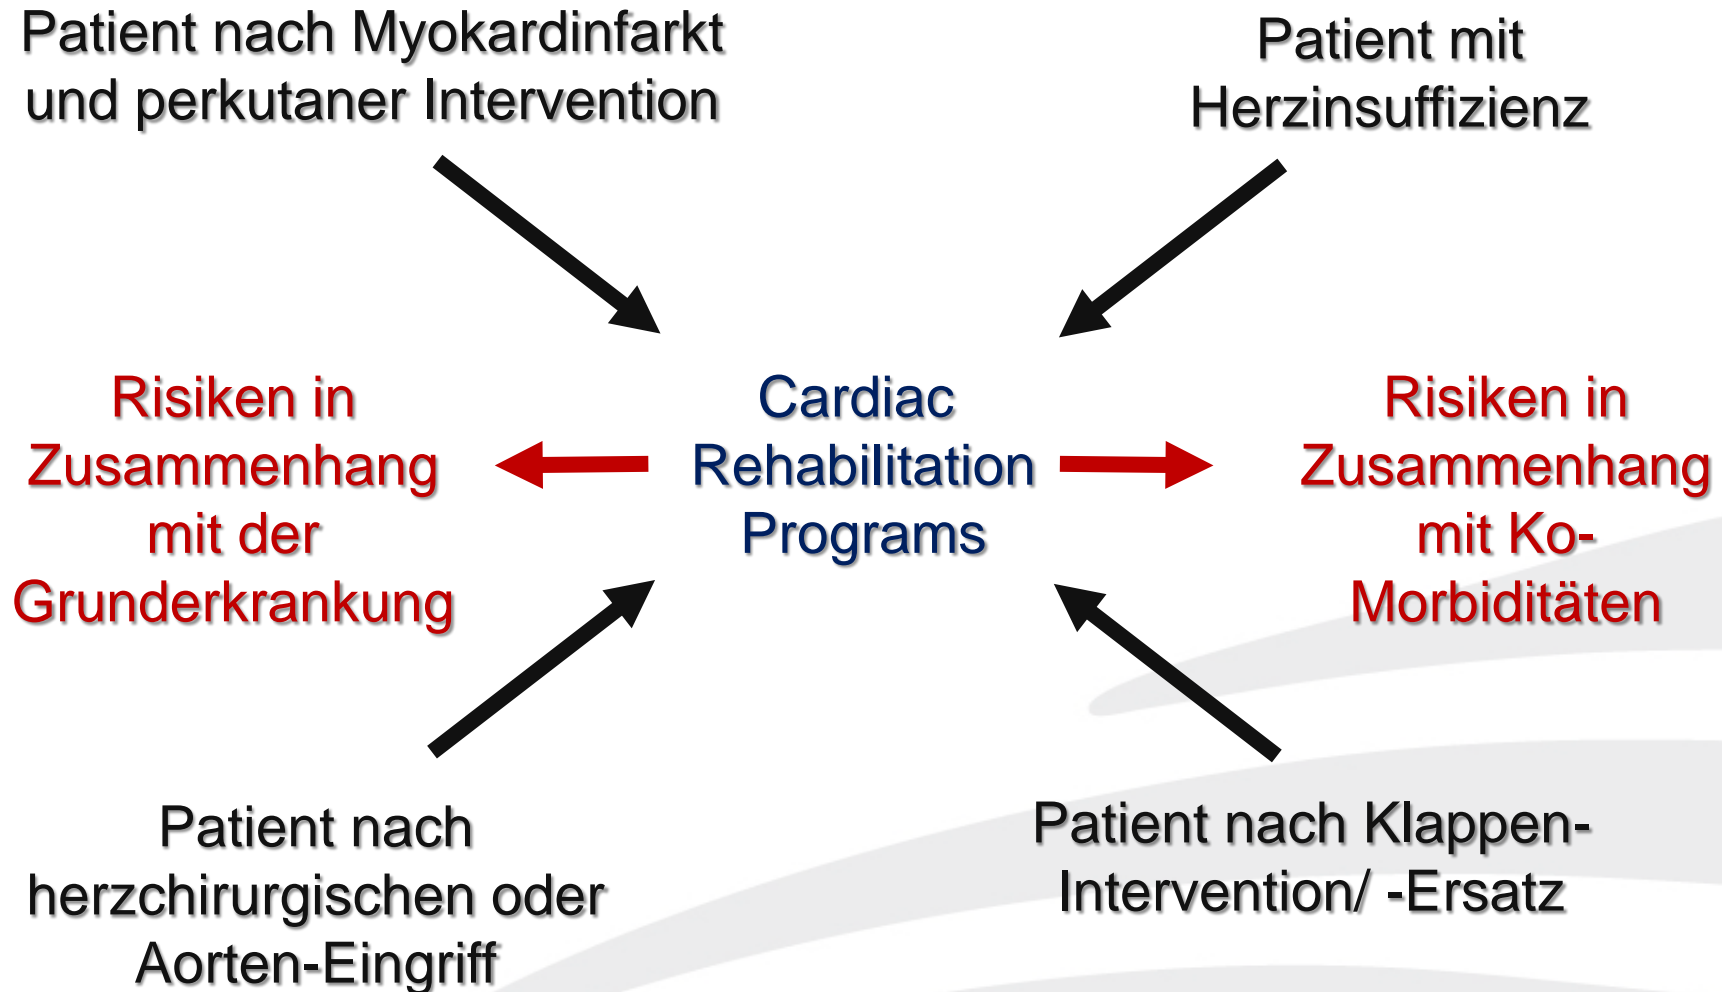 Patient nach Myokardinfarkt
und perkutaner Intervention
Patient mit
Herzinsuffizienz
Risiken in
Zusammenhang
mit der
Grunderkrankung
Cardiac
Rehabilitation
Programs
Risiken in
Zusammenhang
mit Ko-
Morbiditäten
Patient nach
herzchirurgischen oder
Aorten-Eingriff
Patient nach Klappen-
Intervention/ -Ersatz